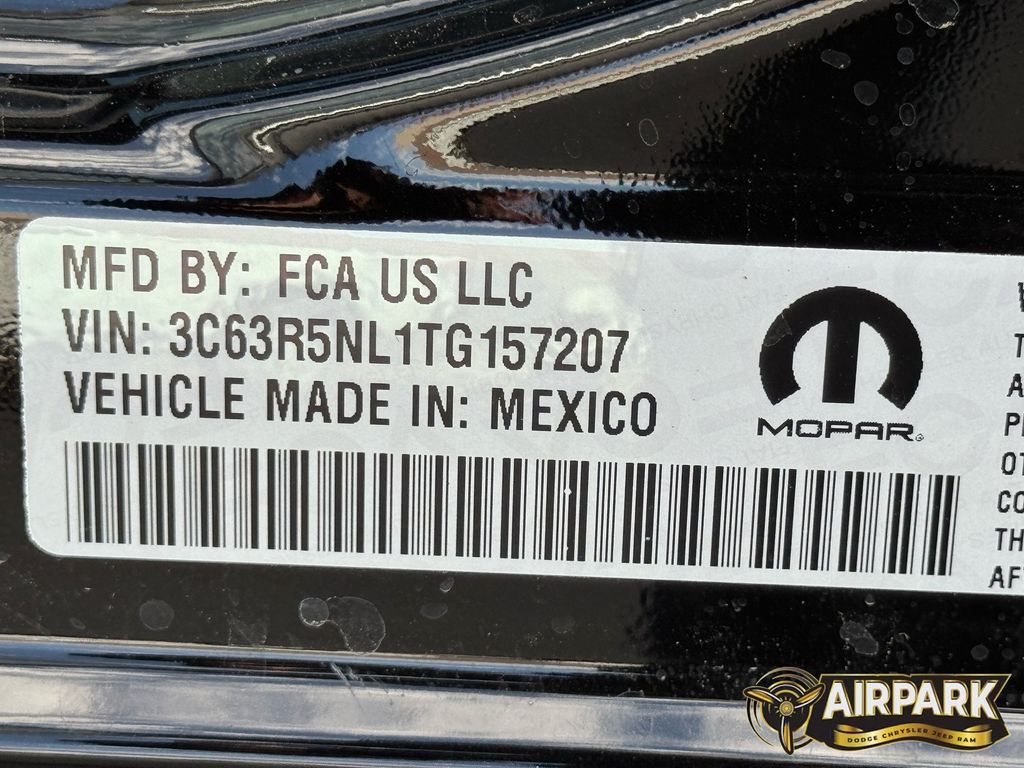 MFD BY: FCA US LLC
VIN: 3C63R5NL1TG157207
VEHICLE MADE IN: MEXICO
MOPAR
AIRPARK
DODGE CHRYSLER JEEP RAM